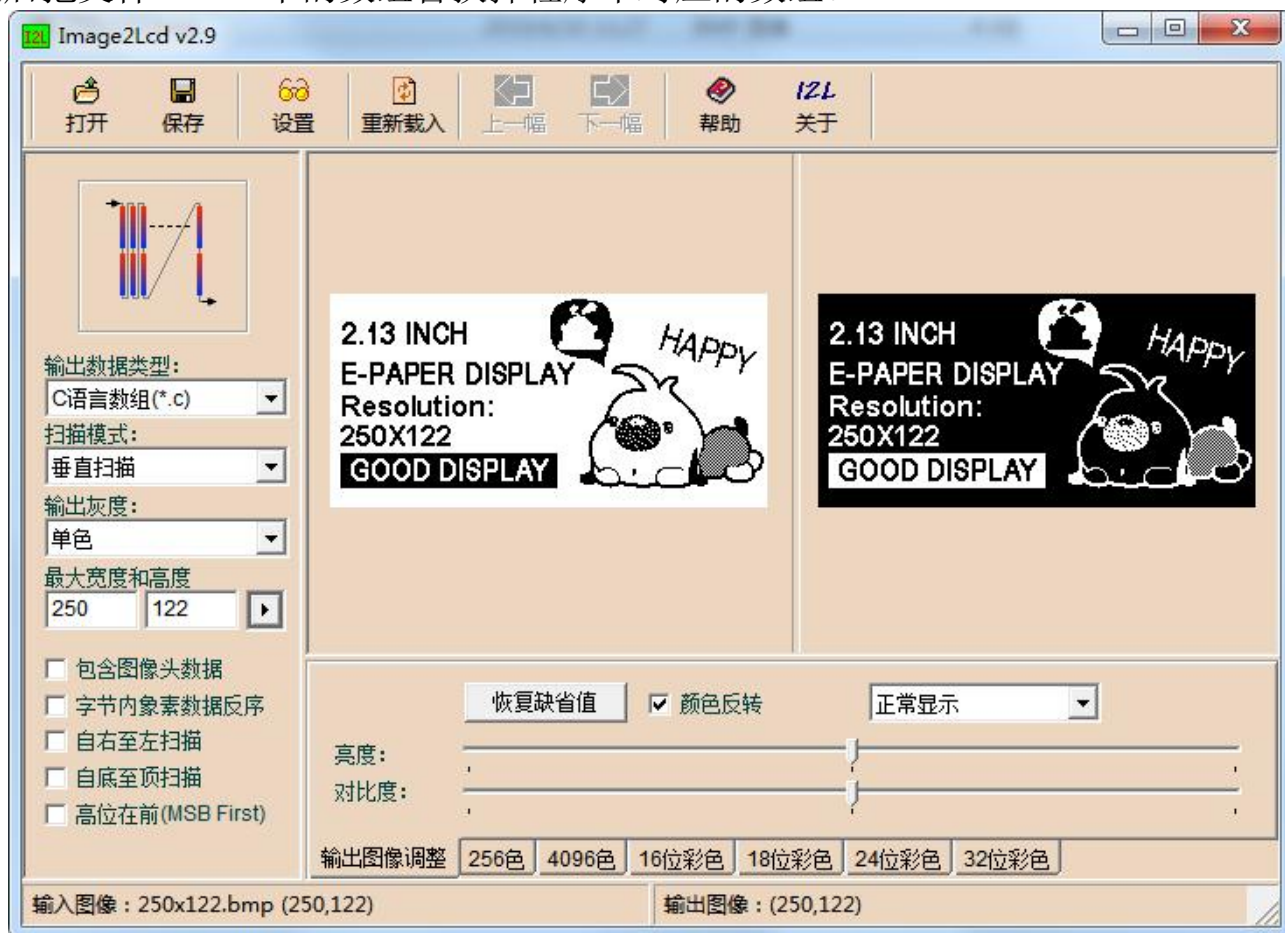 Image2Lcd v2.9
打开 保存 设置 重新载入 上一幅 下一幅 帮助 I2L 关于
输出数据类型:
C语言数组(*.c)
扫描模式:
垂直扫描
输出灰度:
单色
最大宽度和高度
250 122
包含图像头数据
字节内象素数据反序
自右至左扫描
自底至顶扫描
高位在前(MSB First)
2.13 INCH
HAPPY
E-PAPER DISPLAY
Resolution:
250X122
GOOD DISPLAY
2.13 INCH
HAPPY
E-PAPER DISPLAY
Resolution:
250X122
GOOD DISPLAY
恢复缺省值 颜色反转 正常显示
亮度:
对比度:
输出图像调整 256色 4096色 16位彩色 18位彩色 24位彩色 32位彩色
输入图像:250x122.bmp (250,122) 输出图像:(250,122)